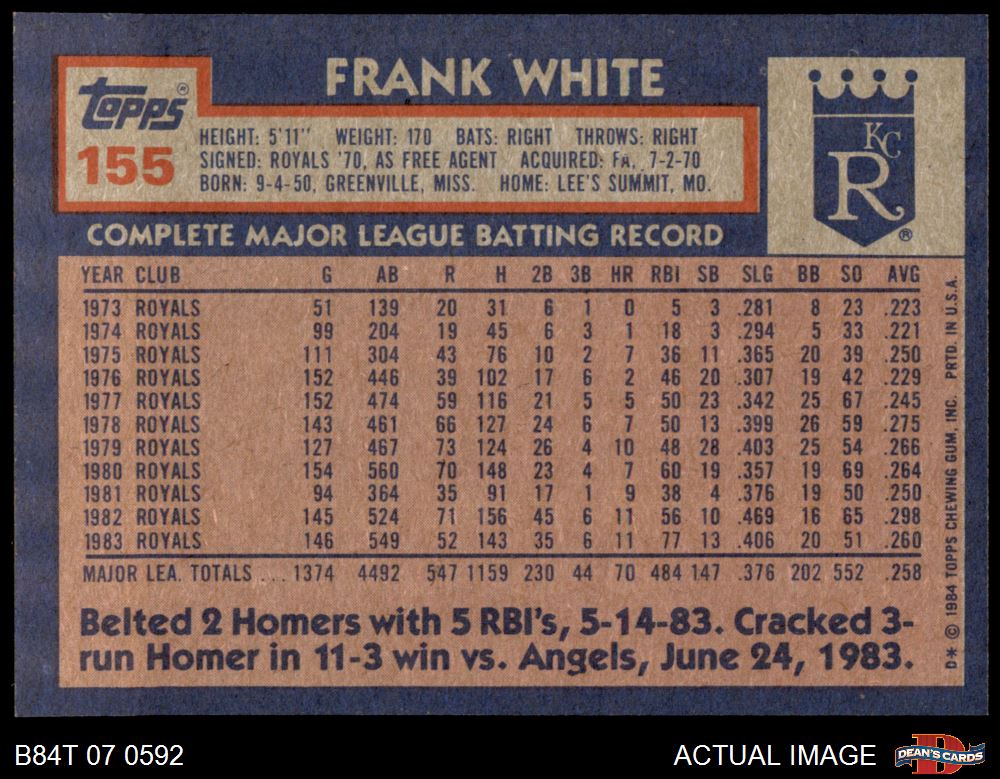 FRANK WHITE
topps®
155
HEIGHT: 5'11" WEIGHT: 170 BATS: RIGHT THROWS: RIGHT
SIGNED: ROYALS '70, AS FREE AGENT ACQUIRED: FA, 7-2-70
BORN: 9-4-50, GREENVILLE, MISS. HOME: LEE'S SUMMIT, MO.
KC
R
®
COMPLETE MAJOR LEAGUE BATTING RECORD
YEAR CLUB G AB R H 2B 3B HR RBI SB SLG BB SO AVG
1973 ROYALS 51 139 20 31 6 1 0 5 3 .281 8 23 .223
1974 ROYALS 99 204 19 45 6 3 1 18 3 .294 5 33 .221
1975 ROYALS 111 304 43 76 10 2 7 36 11 .365 20 39 .250
1976 ROYALS 152 446 39 102 17 6 2 46 20 .307 19 42 .229
1977 ROYALS 152 474 59 116 21 5 5 50 23 .342 25 67 .245
1978 ROYALS 143 461 66 127 24 6 7 50 13 .399 26 59 .275
1979 ROYALS 127 467 73 124 26 4 10 48 28 .403 25 54 .266
1980 ROYALS 154 560 70 148 23 4 7 60 19 .357 19 69 .264
1981 ROYALS 94 364 35 91 17 1 9 38 4 .376 19 50 .250
1982 ROYALS 145 524 71 156 45 6 11 56 10 .469 16 65 .298
1983 ROYALS 146 549 52 143 35 6 11 77 13 .406 20 51 .260
MAJOR LEA. TOTALS ... 1374 4492 547 1159 230 44 70 484 147 .376 202 552 .258
Belted 2 Homers with 5 RBI's, 5-14-83. Cracked 3-
run Homer in 11-3 win vs. Angels, June 24, 1983.
D* © 1984 TOPPS CHEWING GUM, INC. PRTD. IN U.S.A.
B84T 07 0592
ACTUAL IMAGE
DEAN'S CARDS